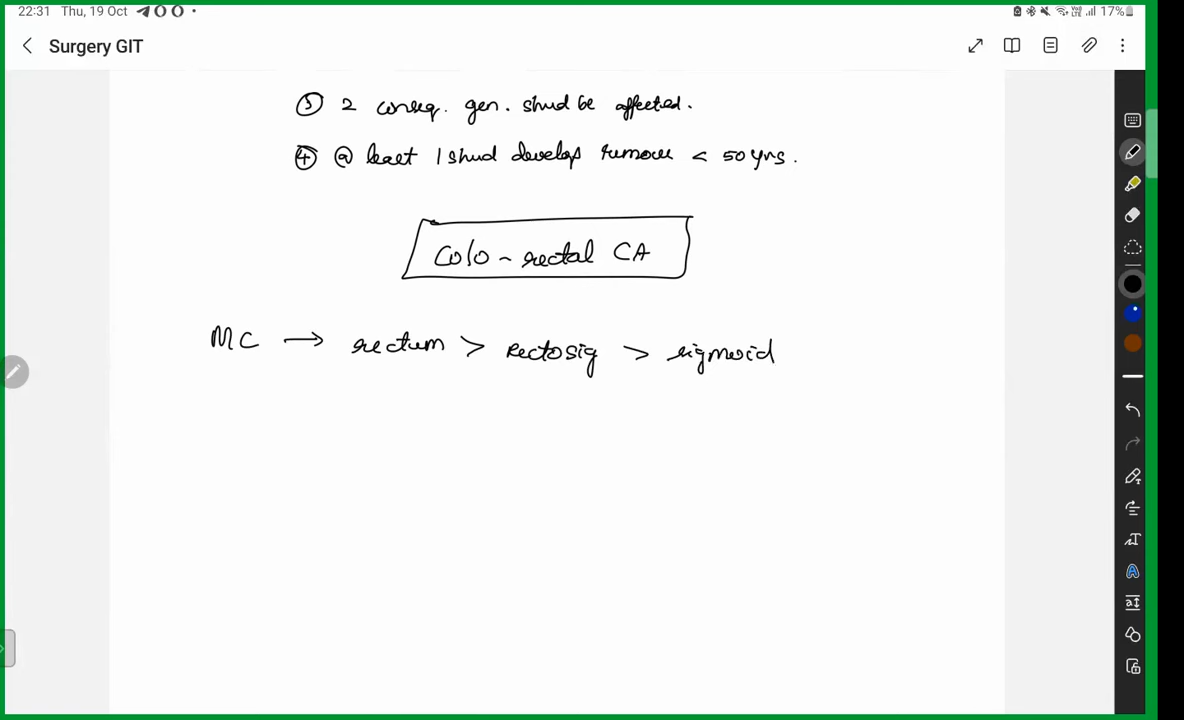 22:31 Thu, 19 Oct
17%
Surgery GIT
③ 2 conseq. gen. shud be affected.
④ @ least 1 shud develop tumour < 50 yrs.
Colo - rectal CA
MC → rectum > rectosig > sigmoid